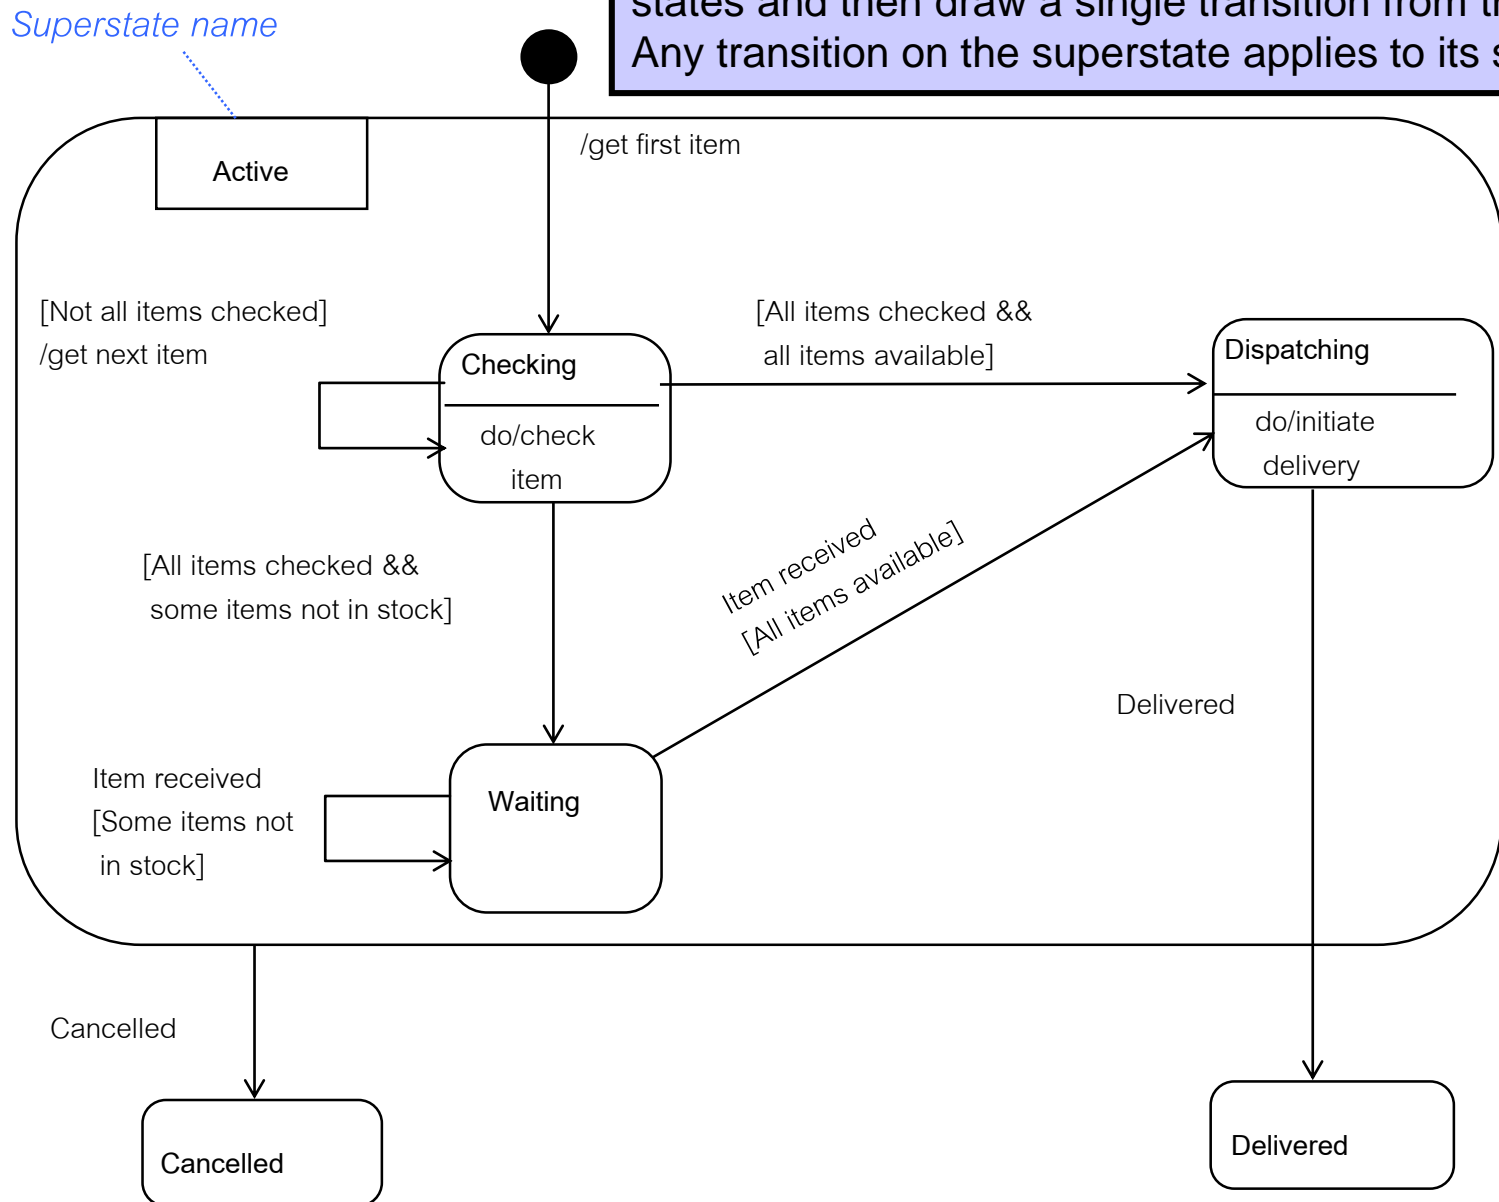 Superstate name
states and then draw a single transition from
Any transition on the superstate applies to its
/get first item
Active
[Not all items checked]
/get next item
[All items checked &&
all items available]
Checking
do/check
item
Dispatching
do/initiate
delivery
[All items checked &&
some items not in stock]
Item received
[All items available]
Delivered
Item received
[Some items not
in stock]
Waiting
Cancelled
Cancelled
Delivered